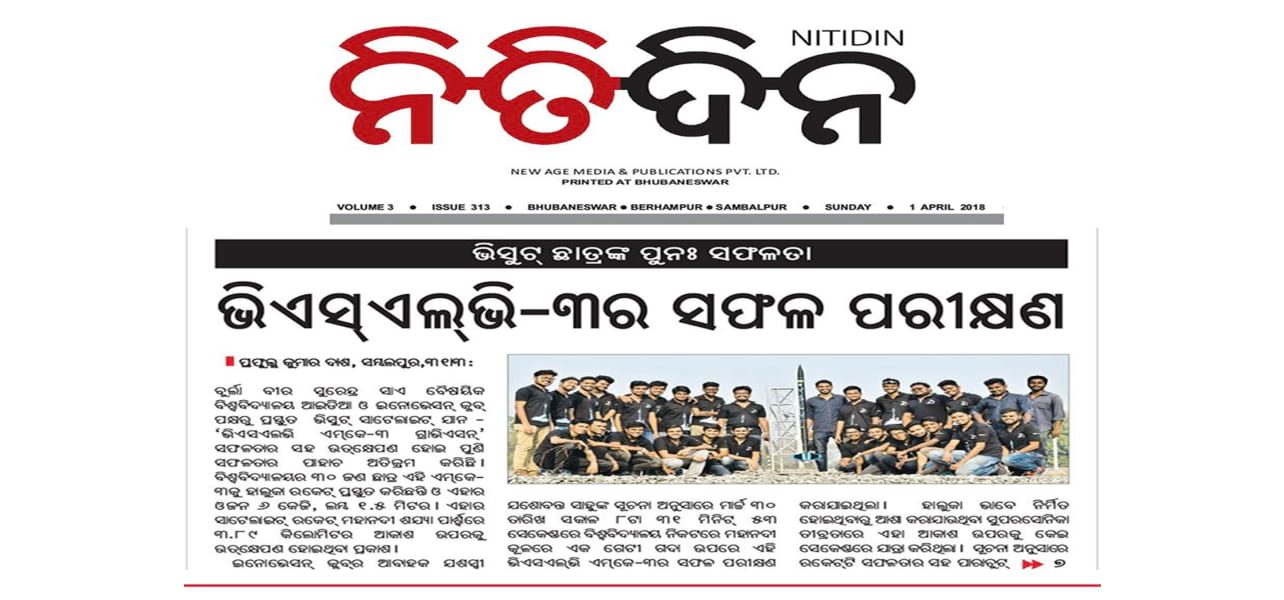 ନିତିଦିନ
NITIDIN
NEW AGE MEDIA & PUBLICATIONS PVT. LTD.
PRINTED AT BHUBANESWAR
VOLUME 3 ● ISSUE 313 ● BHUBANESWAR ● BERHAMPUR ● SAMBALPUR ● SUNDAY ● 1 APRIL 2018
ଭିସୁଟ୍ ଛାତ୍ରଙ୍କ ପୁନଃ ସଫଳତା
ଭିଏସ୍ଏଲ୍‌ଭି-୩ର ସଫଳ ପରୀକ୍ଷଣ
ପ୍ରଫୁଲ୍ଲ କୁମାର ଦାଶ, ସମ୍ବଲପୁର,୩୧।୩:
ବୁର୍ଲା ବୀର ସୁରେନ୍ଦ୍ର ସାଏ ବୈଷୟିକ
ବିଶ୍ୱବିଦ୍ୟାଳୟ ଆଇଡିଆ ଓ ଇନୋଭେସନ୍ କ୍ଲବ୍
ପକ୍ଷରୁ ପ୍ରସ୍ତୁତ ଭିସୁଟ୍ ସାଟେଲାଇଟ୍ ଯାନ -
‘ଭିଏସଏଲଭି ଏମ୍‌କେ-୩ ଗ୍ରାଭିଏସନ୍’
ସଫଳତାର ସହ ଉତ୍‌କ୍ଷେପଣ ହୋଇ ପୁଣି
ସଫଳତାର ପାହାଚ ଅତିକ୍ରମ କରିଛି।
ବିଶ୍ୱବିଦ୍ୟାଳୟର ୩୦ ଜଣ ଛାତ୍ର ଏହି ଏମ୍‌କେ-
୩କୁ ହାଲୁକା ରକେଟ୍ ପ୍ରସ୍ତୁତ କରିଛନ୍ତି ଓ ଏହାର
ଓଜନ ୬ କେଜି, ଲମ୍ବ ୧.୫ ମିଟର। ଏହାର
ସାଟେଲାଇଟ୍ ରକେଟ୍ ମହାନଦୀ ଶଯ୍ୟା ପାର୍ଶ୍ୱରେ
୩.୮୯ କିଲୋମିଟର ଆକାଶ ଉପରକୁ
ଉତ୍‌କ୍ଷେପଣ ହୋଇଥିବା ପ୍ରକାଶ।
ଇନୋଭେସନ୍ କ୍ଲବ୍‌ର ଆବାହକ ଯଶସ୍ୱୀ
ଯଶୋବନ୍ତ ସାହୁଙ୍କ ସୂଚନା ଅନୁସାରେ ମାର୍ଚ୍ଚ ୩୦
ତାରିଖ ସକାଳ ୮ଟା ୩୧ ମିନିଟ୍ ୫୩
ସେକେଣ୍ଡରେ ବିଶ୍ୱବିଦ୍ୟାଳୟ ନିକଟରେ ମହାନଦୀ
କୂଳରେ ଏକ ଗେଟୀ ଗଦା ଉପରେ ଏହି
ଭିଏସ୍ଏଲ୍‌ଭି ଏମ୍‌କେ-୩ର ସଫଳ ପରୀକ୍ଷଣ
କରାଯାଇଥିଲା। ହାଲୁକା ଭାବେ ନିର୍ମିତ
ହୋଇଥିବାରୁ ଆଶା କରାଯାଉଥିବା ସୁପରସୋନିକା
ତୀବ୍ରତାରେ ଏହା ଆକାଶ ଉପରକୁ କେଇ
ସେକେଣ୍ଡରେ ଯାତ୍ରା କରିଥିଲା। ସୂଚନା ଅନୁସାରେ
ରକେଟ୍‌ଟି ସଫଳତାର ସହ ପାରାଚୁଟ୍ ୭